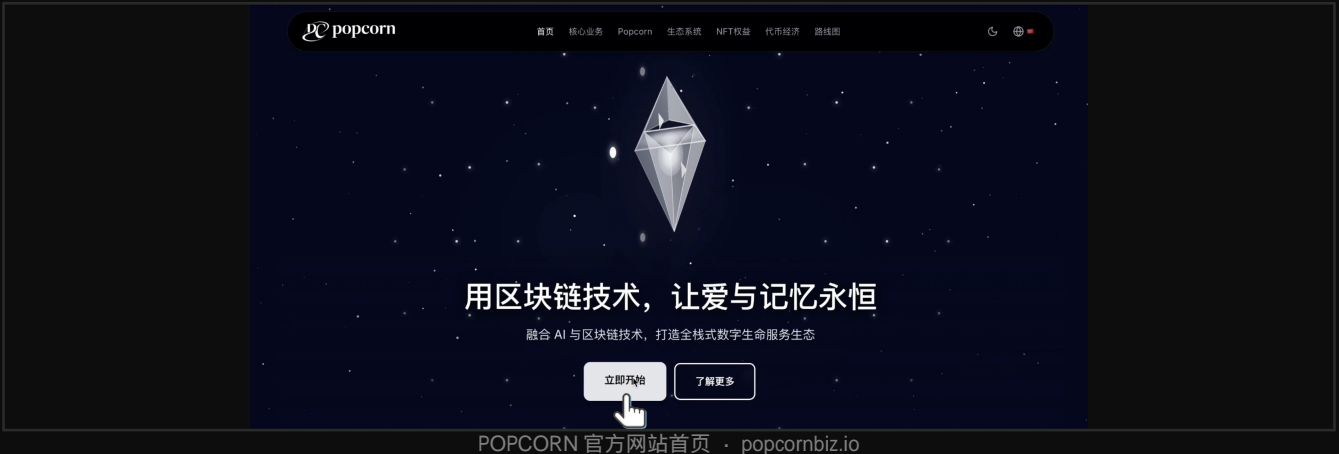 popcorn
首页 核心业务 Popcorn 生态系统 NFT权益 代币经济 路线图
用区块链技术，让爱与记忆永恒
融合 AI 与区块链技术，打造全栈式数字生命服务生态
立即开始 了解更多
POPCORN 官方网站首页 · popcornbiz.io